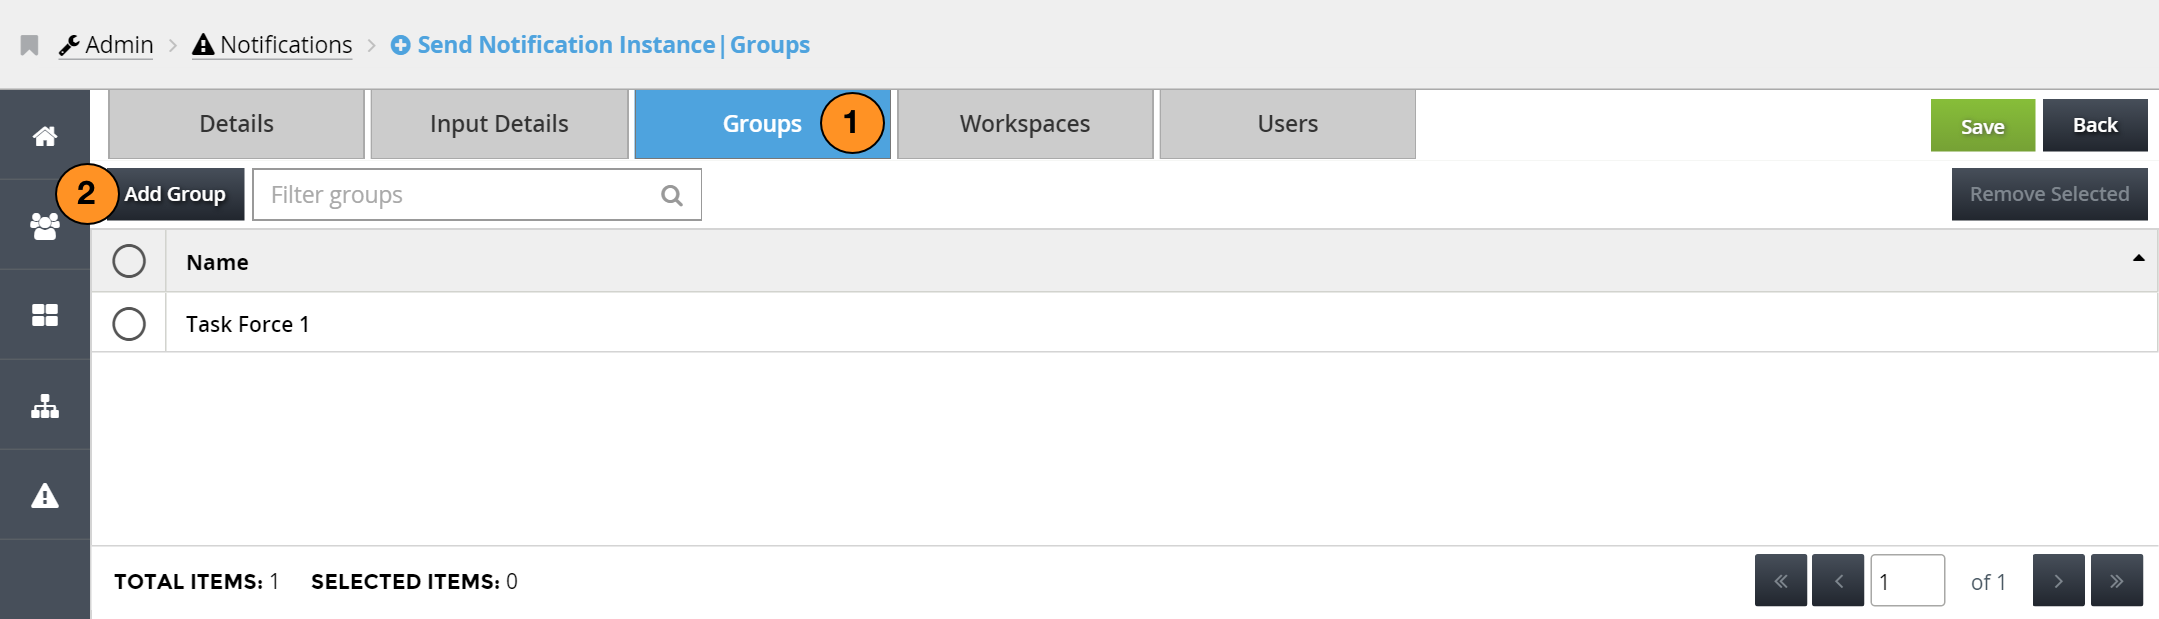 Admin > Notifications > Send Notification Instance|Groups
Details Input Details Groups 1 Workspaces Users Save Back
2 Add Group Filter groups Remove Selected
Name
Task Force 1
TOTAL ITEMS: 1 SELECTED ITEMS: 0 « ‹ 1 of 1 › »